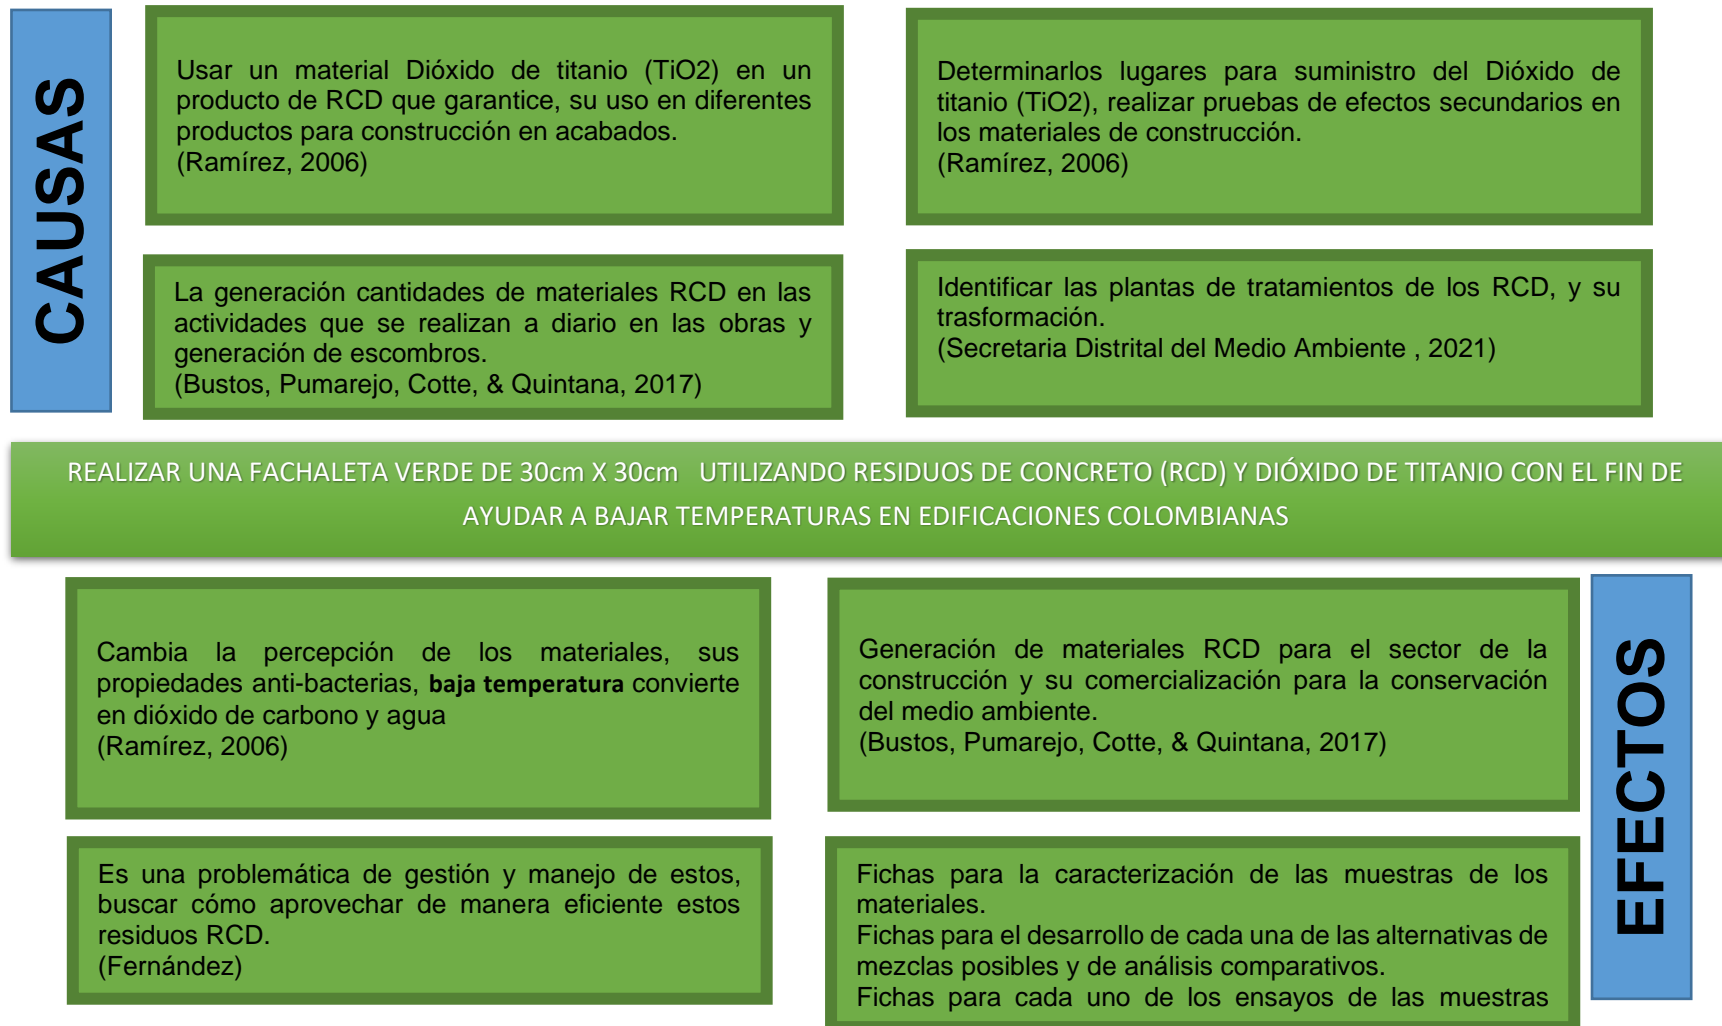 CAUSAS
Usar un material Dióxido de titanio (TiO2) en un
producto de RCD que garantice, su uso en diferentes
productos para construcción en acabados.
(Ramírez, 2006)
Determinarlos lugares para suministro del Dióxido de
titanio (TiO2), realizar pruebas de efectos secundarios en
los materiales de construcción.
(Ramírez, 2006)
La generación cantidades de materiales RCD en las
actividades que se realizan a diario en las obras y
generación de escombros.
(Bustos, Pumarejo, Cotte, & Quintana, 2017)
Identificar las plantas de tratamientos de los RCD, y su
trasformación.
(Secretaria Distrital del Medio Ambiente , 2021)
REALIZAR UNA FACHALETA VERDE DE 30cm X 30cm UTILIZANDO RESIDUOS DE CONCRETO (RCD) Y DIÓXIDO DE TITANIO CON EL FIN DE
AYUDAR A BAJAR TEMPERATURAS EN EDIFICACIONES COLOMBIANAS
Cambia la percepción de los materiales, sus
propiedades anti-bacterias, baja temperatura convierte
en dióxido de carbono y agua
(Ramírez, 2006)
Generación de materiales RCD para el sector de la
construcción y su comercialización para la conservación
del medio ambiente.
(Bustos, Pumarejo, Cotte, & Quintana, 2017)
EFECTOS
Es una problemática de gestión y manejo de estos,
buscar cómo aprovechar de manera eficiente estos
residuos RCD.
(Fernández)
Fichas para la caracterización de las muestras de los
materiales.
Fichas para el desarrollo de cada una de las alternativas de
mezclas posibles y de análisis comparativos.
Fichas para cada uno de los ensayos de las muestras